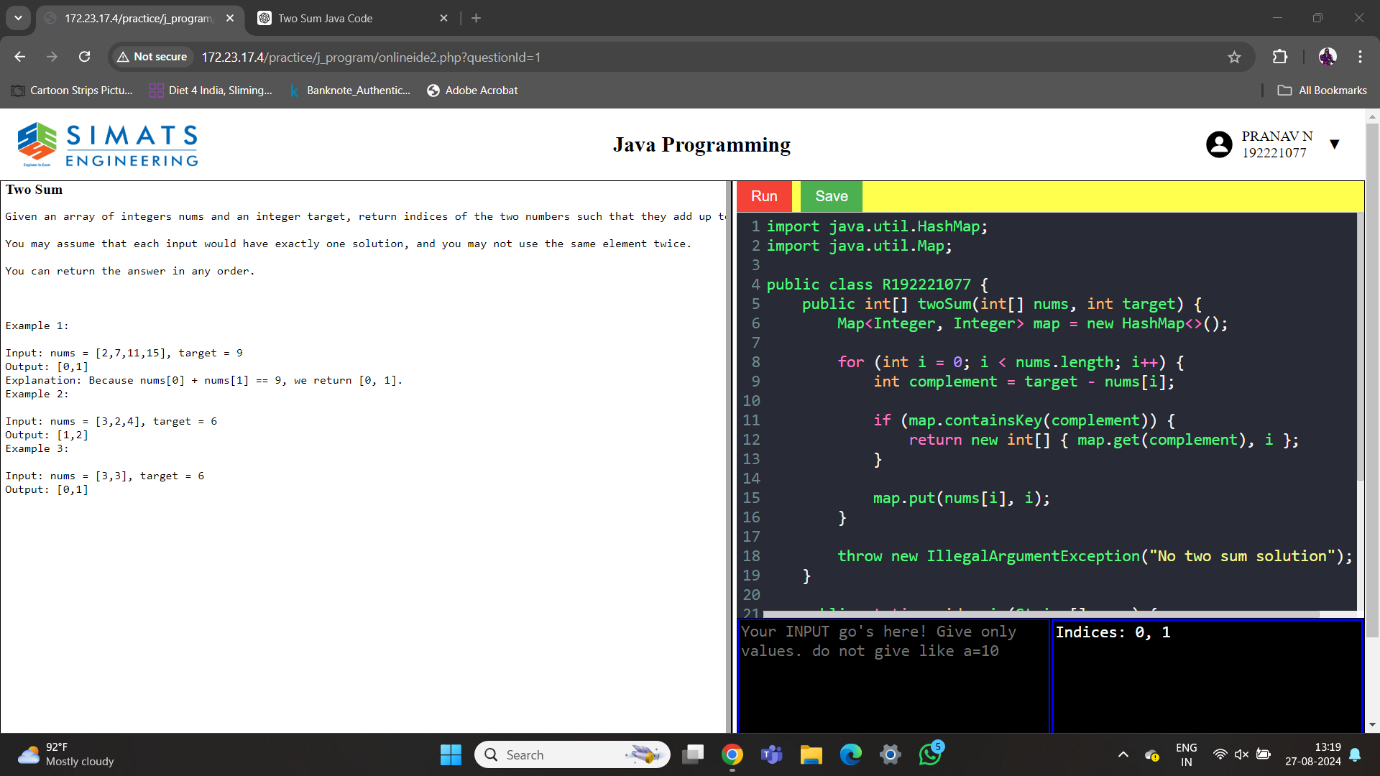 172.23.17.4/practice/j_program,
Two Sum Java Code
Not secure
172.23.17.4/practice/j_program/onlineide2.php?questionId=1
Cartoon Strips Pictu...
Diet 4 India, Sliming...
Banknote_Authentic...
Adobe Acrobat
All Bookmarks
SIMATS
ENGINEERING
Java Programming
PRANAV N
192221077
Two Sum
Given an array of integers nums and an integer target, return indices of the two numbers such that they add up t
You may assume that each input would have exactly one solution, and you may not use the same element twice.
You can return the answer in any order.
Example 1:
Input: nums = [2,7,11,15], target = 9
Output: [0,1]
Explanation: Because nums[0] + nums[1] == 9, we return [0, 1].
Example 2:
Input: nums = [3,2,4], target = 6
Output: [1,2]
Example 3:
Input: nums = [3,3], target = 6
Output: [0,1]
Run
Save
1 import java.util.HashMap;
2 import java.util.Map;
3
4 public class R192221077 {
5     public int[] twoSum(int[] nums, int target) {
6         Map<Integer, Integer> map = new HashMap<>();
7
8         for (int i = 0; i < nums.length; i++) {
9             int complement = target - nums[i];
10
11             if (map.containsKey(complement)) {
12                 return new int[] { map.get(complement), i };
13             }
14
15             map.put(nums[i], i);
16         }
17
18         throw new IllegalArgumentException("No two sum solution");
19     }
20
21
Your INPUT go's here! Give only
values. do not give like a=10
Indices: 0, 1
92°F
Mostly cloudy
Search
5
ENG
IN
13:19
27-08-2024